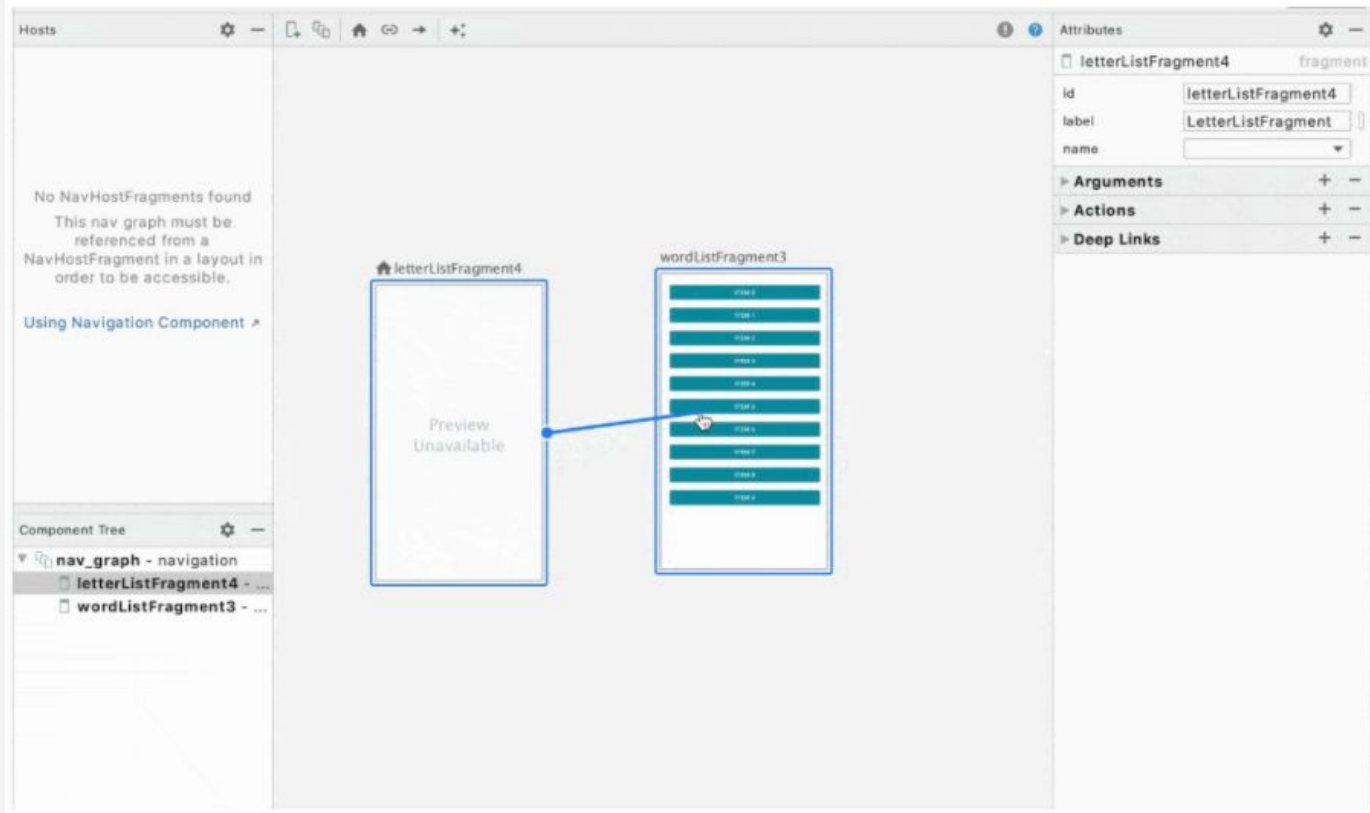 Hosts
No NavHostFragments found
This nav graph must be
referenced from a
NavHostFragment in a layout in
order to be accessible.
Using Navigation Component
Component Tree
nav_graph - navigation
letterListFragment4 - ...
wordListFragment3 - ...
letterListFragment4
Preview
Unavailable
wordListFragment3
Attributes
letterListFragment4 fragment
id letterListFragment4
label LetterListFragment
name
Arguments
Actions
Deep Links